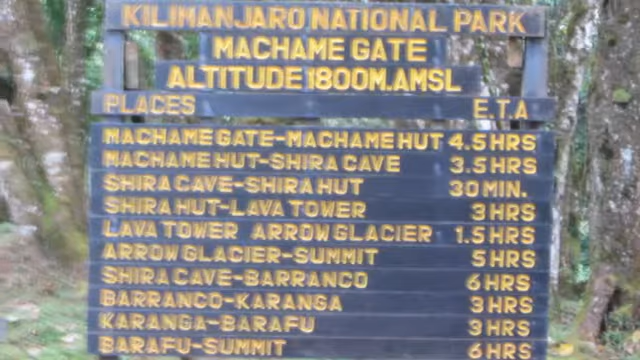 KILIMANJARO NATIONAL PARK
MACHAME GATE
ALTITUDE 1800M.AMSL
PLACES E.T.A
MACHAME GATE-MACHAME HUT 4.5 HRS
MACHAME HUT-SHIRA CAVE 3.5 HRS
SHIRA CAVE-SHIRA HUT 30 MIN.
SHIRA HUT-LAVA TOWER 3 HRS
LAVA TOWER ARROW GLACIER 1.5 HRS
ARROW GLACIER-SUMMIT 5 HRS
SHIRA CAVE-BARRANCO 6 HRS
BARRANCO-KARANGA 3 HRS
KARANGA-BARAFU 3 HRS
BARAFU-SUMMIT 6 HRS